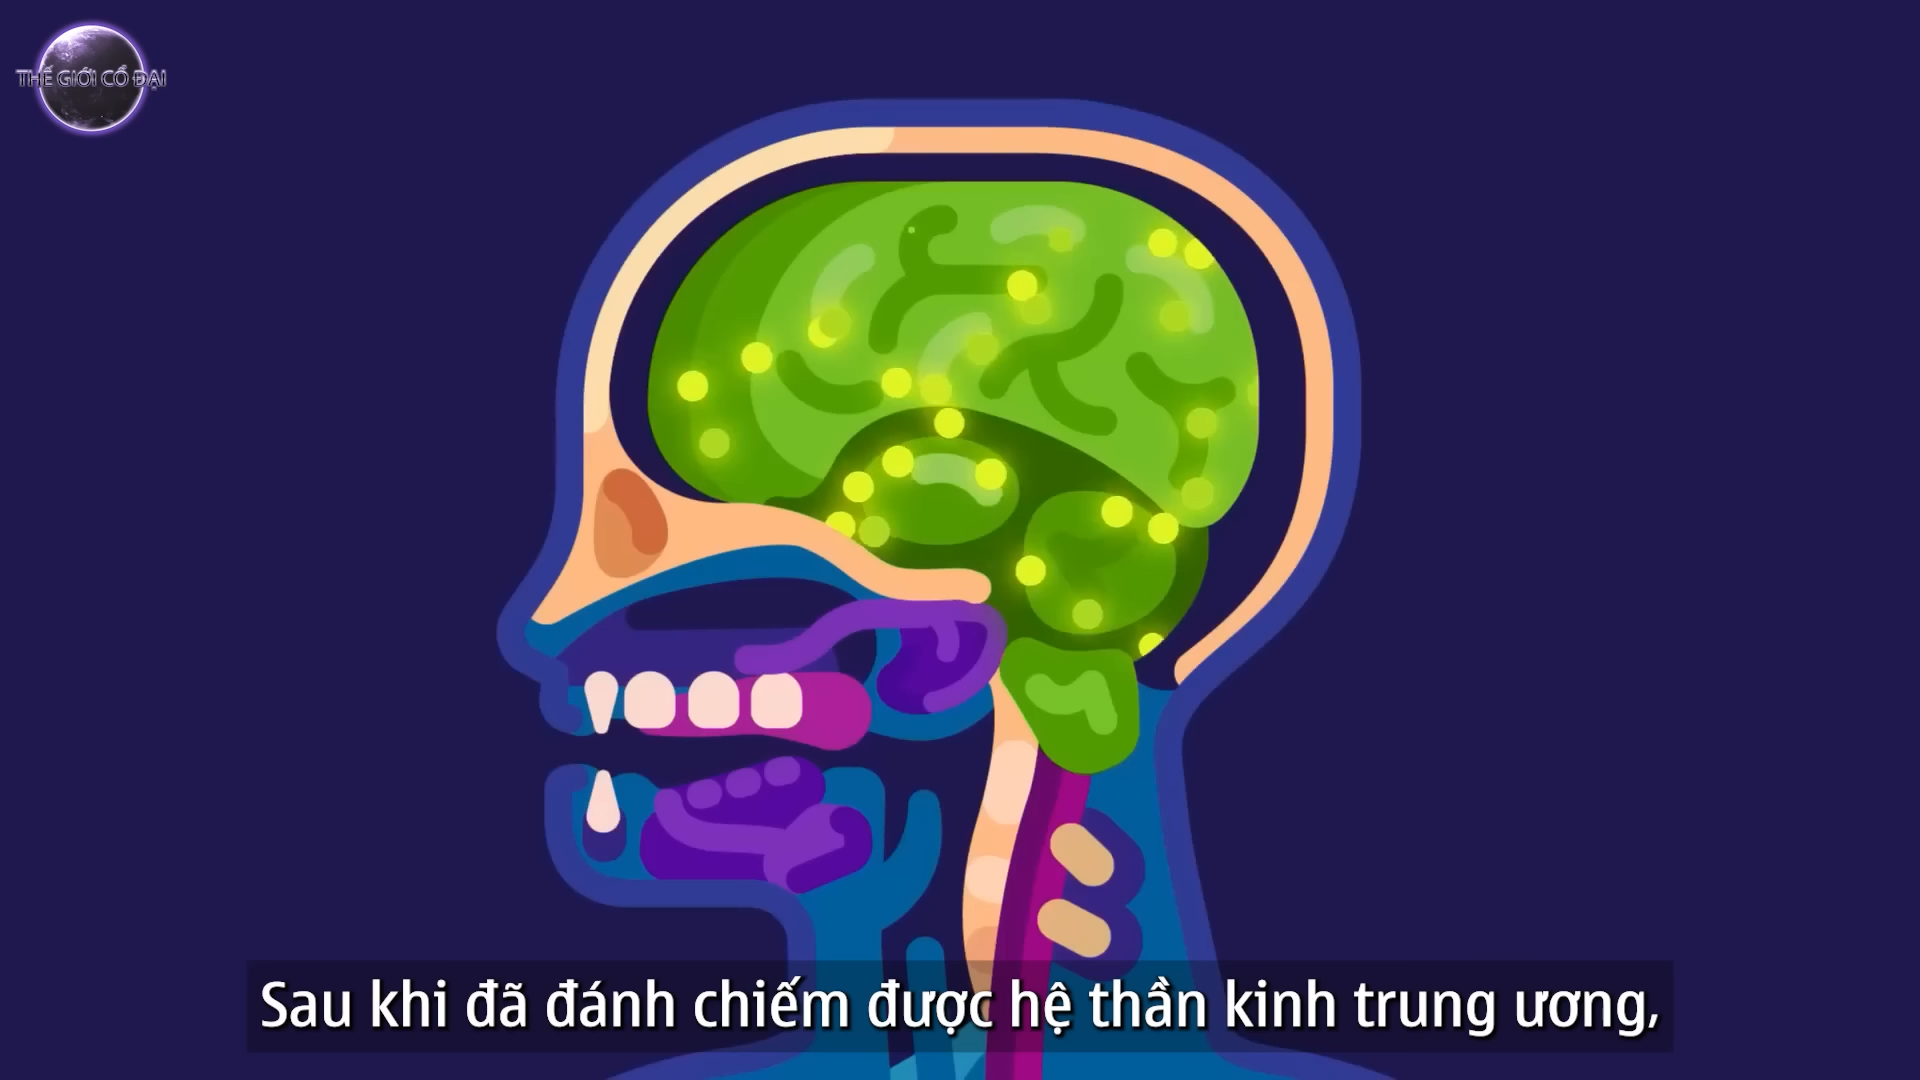 THẾ GIỚI CỔ ĐẠI
Sau khi đã đánh chiếm được hệ thần kinh trung ương,